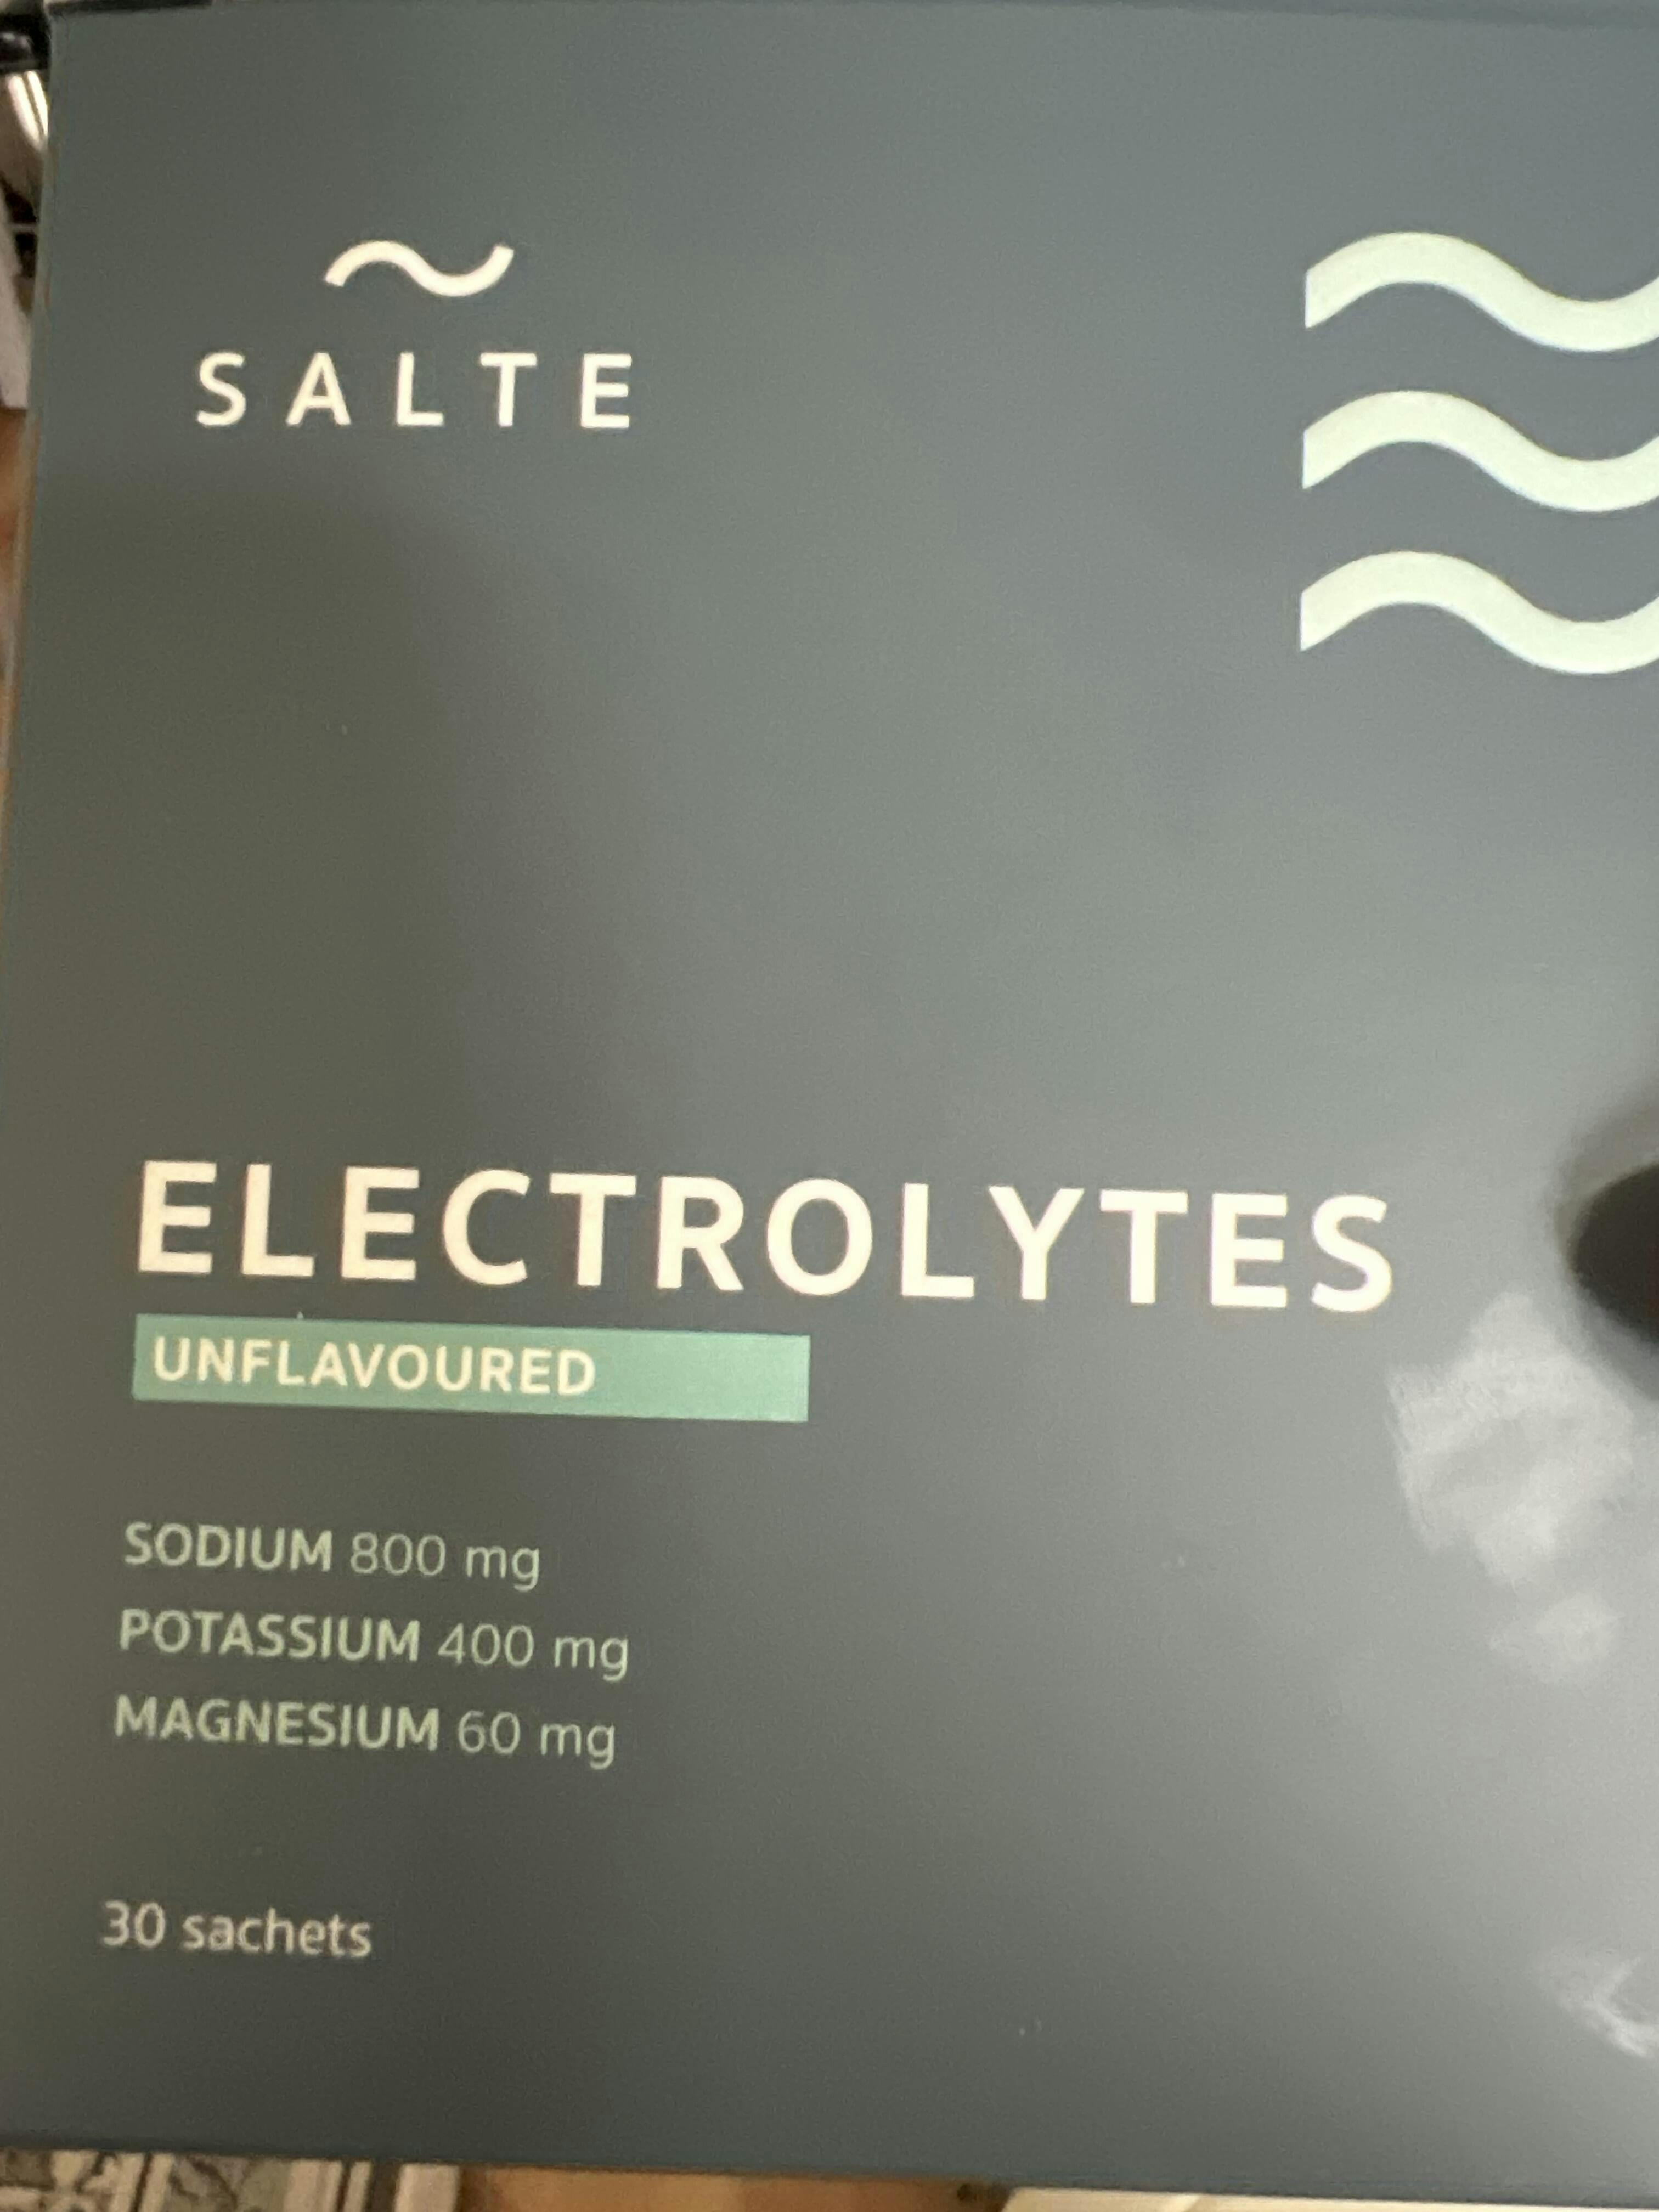 SALTE
ELECTROLYTES
UNFLAVOURED
SODIUM 800 mg
POTASSIUM 400 mg
MAGNESIUM 60 mg
30 sachets